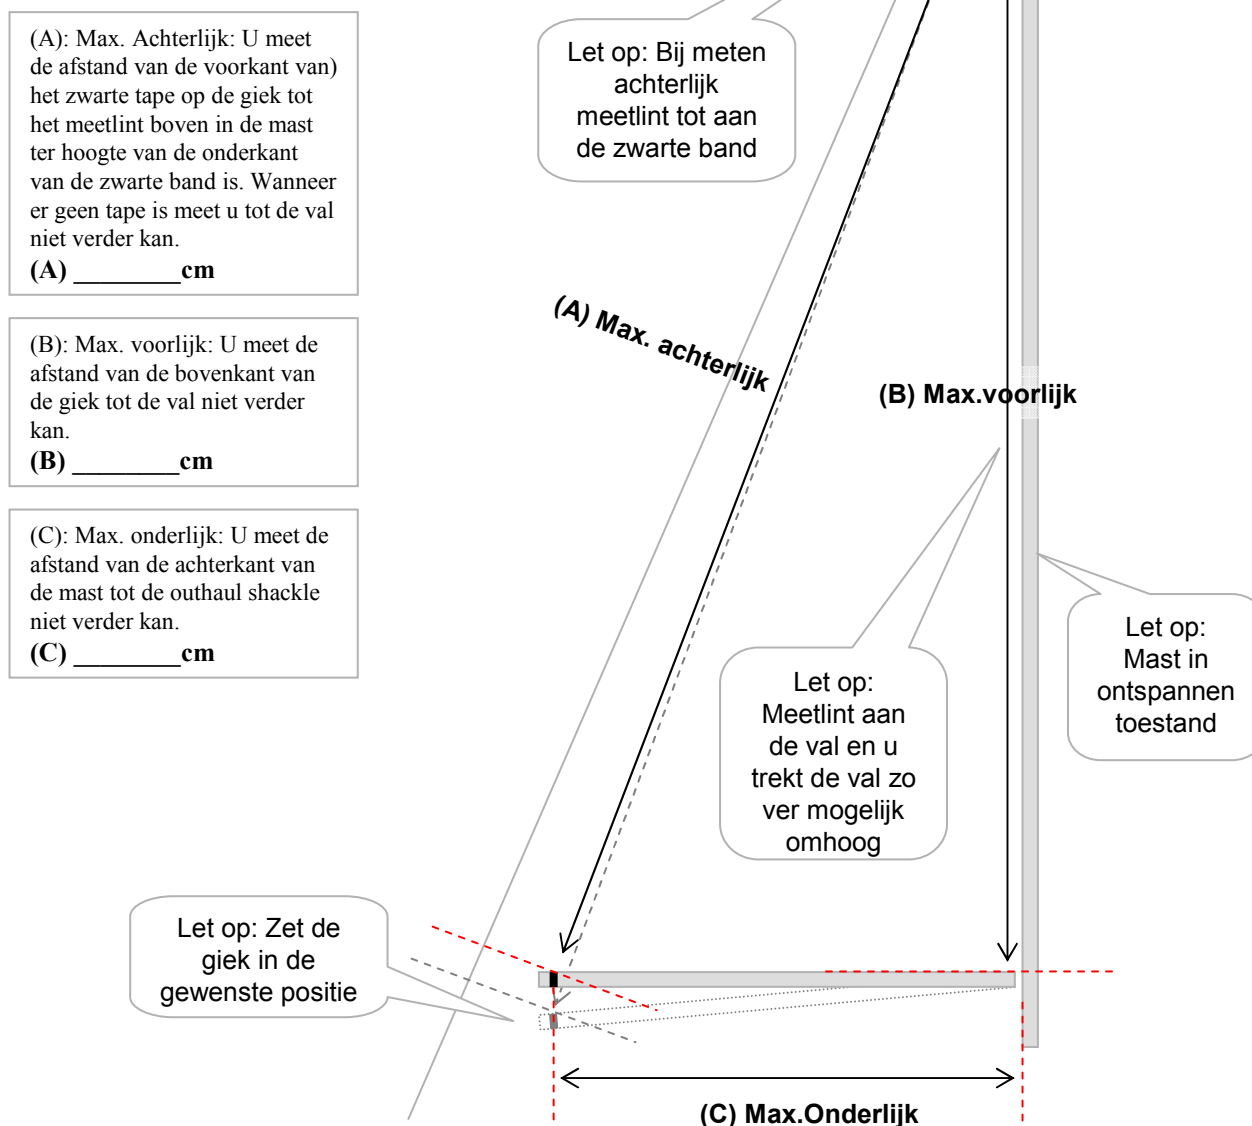 (A): Max. Achterlijk: U meet
de afstand van de voorkant van)
het zwarte tape op de giek tot
het meetlint boven in de mast
ter hoogte van de onderkant
van de zwarte band is. Wanneer
er geen tape is meet u tot de val
niet verder kan.
(A) ________cm
(B): Max. voorlijk: U meet de
afstand van de bovenkant van
de giek tot de val niet verder
kan.
(B) ________cm
(C): Max. onderlijk: U meet de
afstand van de achterkant van
de mast tot de outhaul shackle
niet verder kan.
(C) ________cm
Let op: Bij meten
achterlijk
meetlint tot aan
de zwarte band
(A) Max. achterlijk
(B) Max.voorlijk
Let op:
Mast in
ontspannen
toestand
Let op:
Meetlint aan
de val en u
trekt de val zo
ver mogelijk
omhoog
Let op: Zet de
giek in de
gewenste positie
(C) Max.Onderlijk